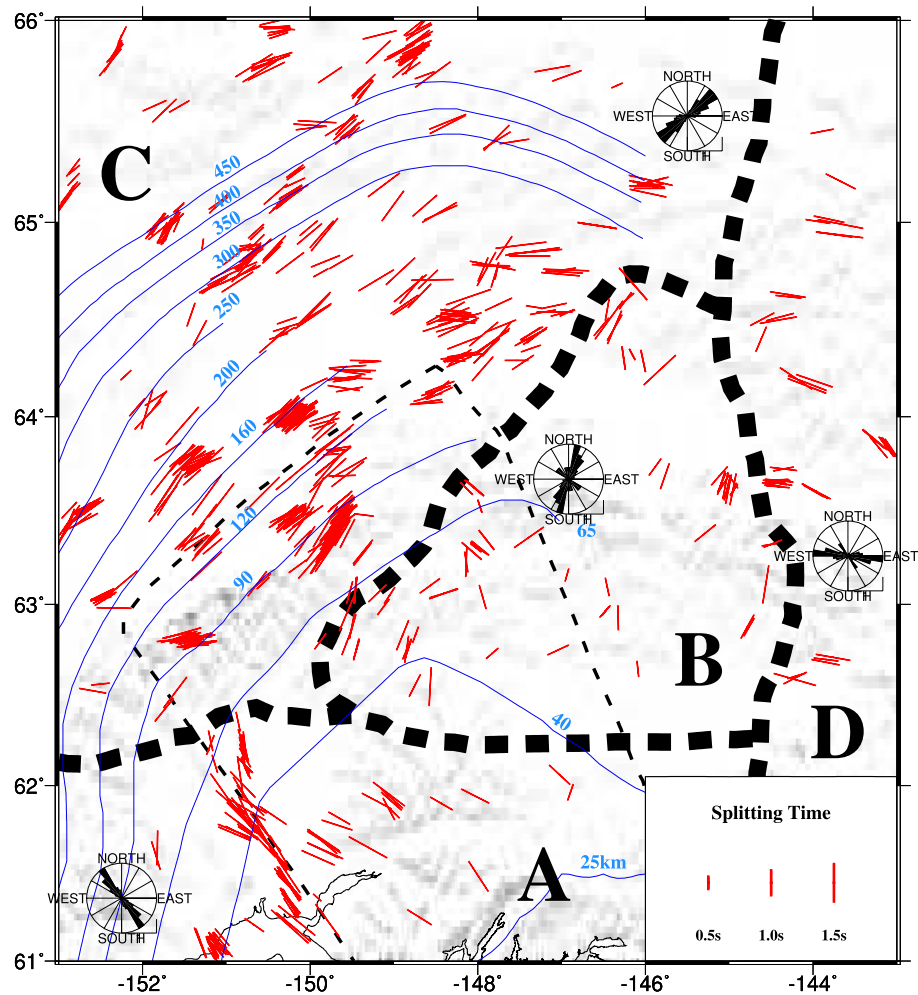 66˚
NORTH
WEST
EAST
SOUTH
C
450
400
350
300
250
200
160
120
90
65˚
64˚
NORTH
WEST
EAST
SOUTH
65
NORTH
WEST
EAST
SOUTH
63˚
B
40
D
62˚
Splitting Time
0.5s
1.0s
1.5s
A
25km
NORTH
WEST
EAST
SOUTH
61˚
-152˚
-150˚
-148˚
-146˚
-144˚